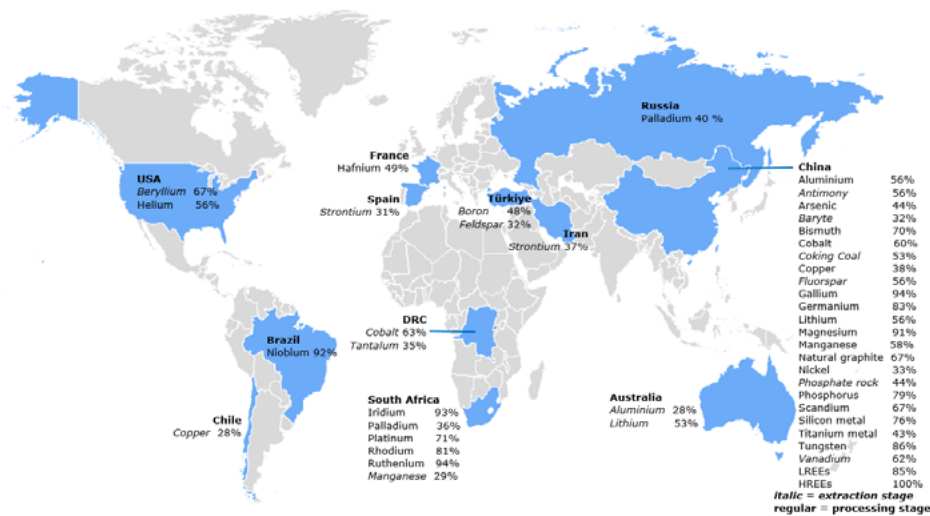 Russia
Palladium 40 %
France
Hafnium 49%
China
Aluminium 56%
Antimony 56%
Arsenic 44%
Baryte 32%
Bismuth 70%
Cobalt 60%
Coking Coal 53%
Copper 38%
Fluorspar 56%
Gallium 94%
Germanium 83%
Lithium 56%
Magnesium 91%
Manganese 58%
Natural graphite 67%
Nickel 33%
Phosphate rock 44%
Phosphorus 79%
Scandium 67%
Silicon metal 76%
Titanium metal 43%
Tungsten 86%
Vanadium 62%
LREEs 85%
HREEs 100%
USA
Beryllium 67%
Helium 56%
Spain
Strontium 31%
Türkiye
Boron 48%
Feldspar 32%
Iran
Strontium 37%
DRC
Cobalt 63%
Tantalum 35%
Brazil
Niobium 92%
South Africa
Iridium 93%
Palladium 36%
Platinum 71%
Rhodium 81%
Ruthenium 94%
Manganese 29%
Australia
Aluminium 28%
Lithium 53%
Chile
Copper 28%
italic = extraction stage
regular = processing stage